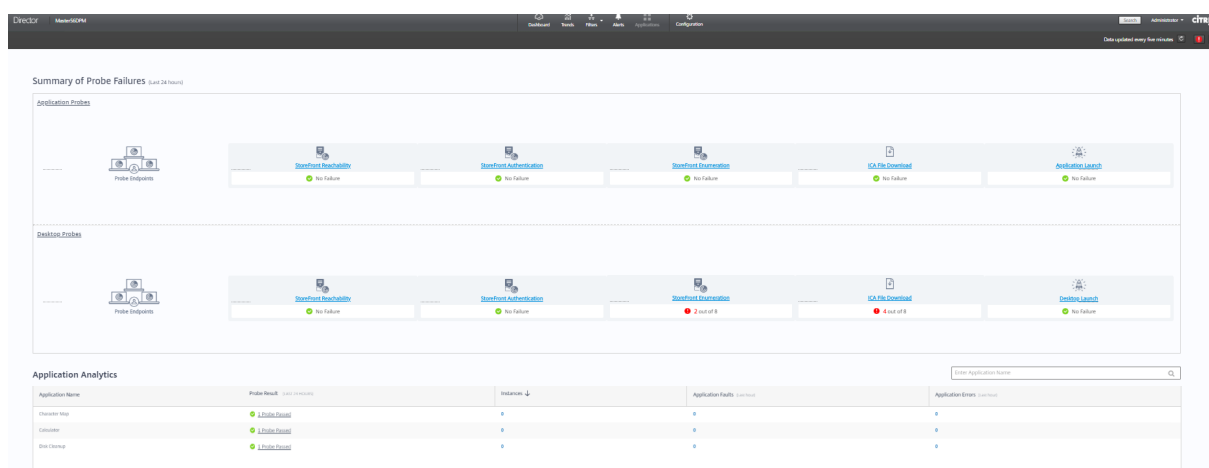 Director Master56DPM Dashboard Trends Filters Alerts Applications Configuration Search Administrator CİTR
Data updated every five minutes
Summary of Probe Failures (Last 24 hours)
Application Probes
StoreFront Reachability StoreFront Authentication StoreFront Enumeration ICA File Download Application Launch
Probe Endpoints No Failure No Failure No Failure No Failure No Failure
Desktop Probes
StoreFront Reachability StoreFront Authentication StoreFront Enumeration ICA File Download Desktop Launch
Probe Endpoints No Failure No Failure 2 out of 8 4 out of 8 No Failure
Application Analytics Enter Application Name
Application Name Probe Result Instances Application Faults Application Errors
Character Map 1 Probe Passed 0 0 0
Calculator 1 Probe Passed 0 0 0
Disk Cleanup 1 Probe Passed 0 0 0